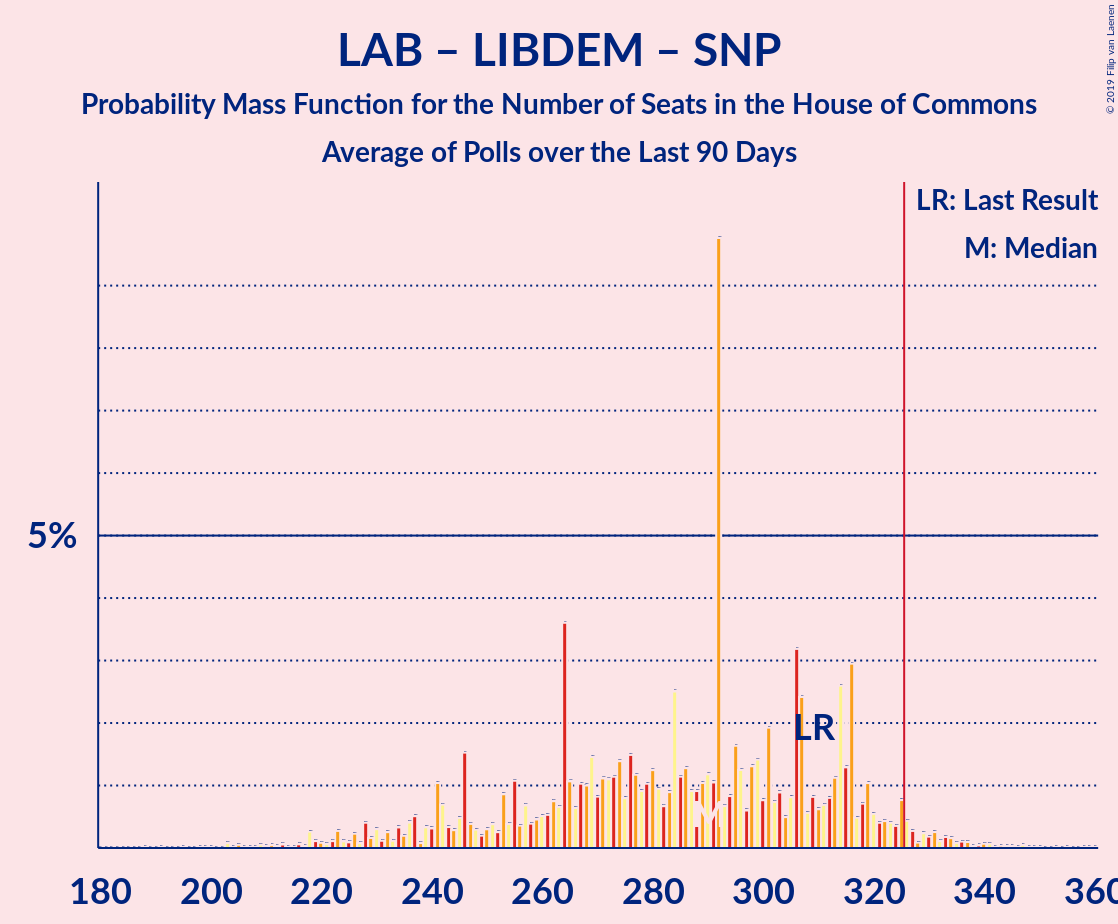 LAB – LIBDEM – SNP
Probability Mass Function for the Number of Seats in the House of Commons
Average of Polls over the Last 90 Days
© 2019 Filip van Laenen
LR: Last Result
M: Median
5%
LR
M
180 200 220 240 260 280 300 320 340 360